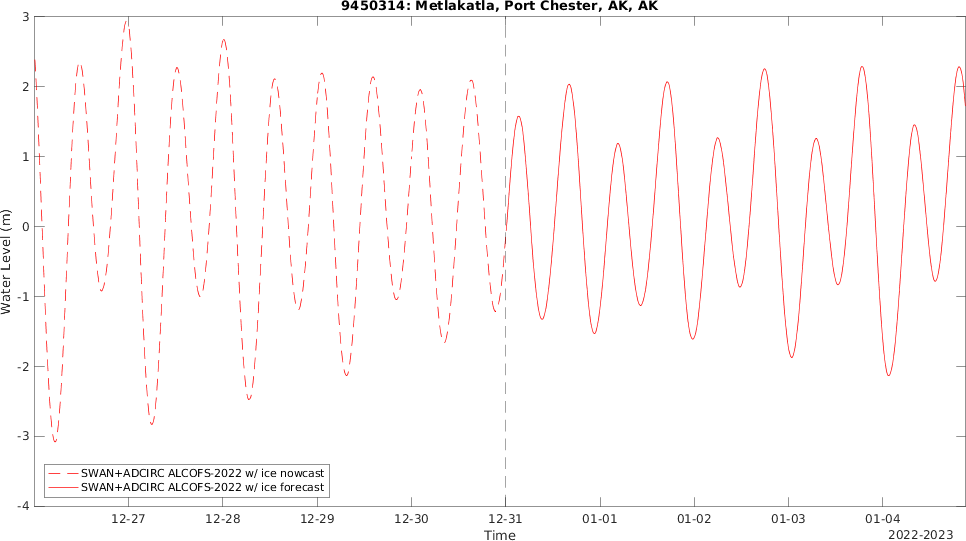 9450314: Metlakatla, Port Chester, AK, AK
3
2
1
0
-1
-2
-3
-4
Water Level (m)
SWAN+ADCIRC ALCOFS-2022 w/ ice nowcast
SWAN+ADCIRC ALCOFS-2022 w/ ice forecast
12-27 12-28 12-29 12-30 12-31 01-01 01-02 01-03 01-04
Time
2022-2023